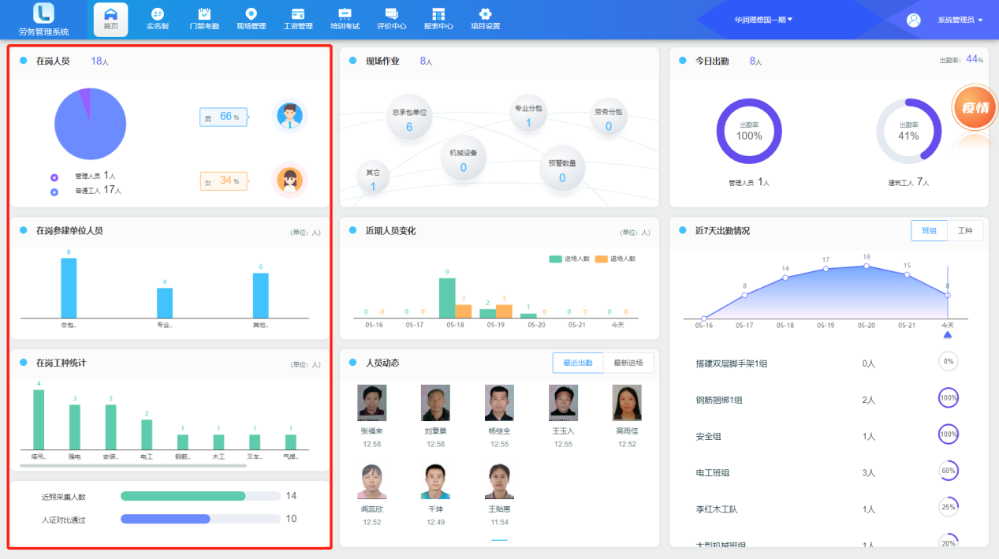 劳务管理系统
首页
实名制
门禁考勤
现场管理
工资管理
培训考试
评价中心
报表中心
项目设置
华润理想国一期
系统管理员
在岗人员 18人
男 66 %
女 34 %
管理人员 1人
普通工人 17人
在岗参建单位人员
(单位: 人)
8
4
6
总包..
专业..
其他..
在岗工种统计
(单位: 人)
4
3
3
2
1
1
1
1
塔吊..
强电
安装..
电工
钢筋..
木工
叉车..
气焊..
近照采集人数 14
人证对比通过 10
现场作业 8人
总承包单位
6
专业分包
1
劳务分包
0
机械设备
0
其它
1
预警数量
0
近期人员变化
(单位: 人)
进场人数
退场人数
0 0 0 0 9 3 2 3 1 0 0 0 0 0
05-16 05-17 05-18 05-19 05-20 05-21 今天
人员动态
最近出勤
最新进场
张福来 刘章景 杨继全 王玉入 高雨佳
12:58 12:58 12:55 12:55 12:52
阎蕊欣 千坤 王贻惠
12:52 12:49 11:54
今日出勤 8人
出勤率: 44%
出勤率
100%
管理人员 1人
出勤率
41%
建筑工人 7人
疫情
近7天出勤情况
班组
工种
8 14 17 18 15 8
05-16 05-17 05-18 05-19 05-20 05-21 今天
搭建双层脚手架1组 0人 0%
钢筋捆绑1组 2人 100%
安全组 1人 100%
电工班组 3人 60%
李红木工队 1人 25%
大型机械班组 1人 20%